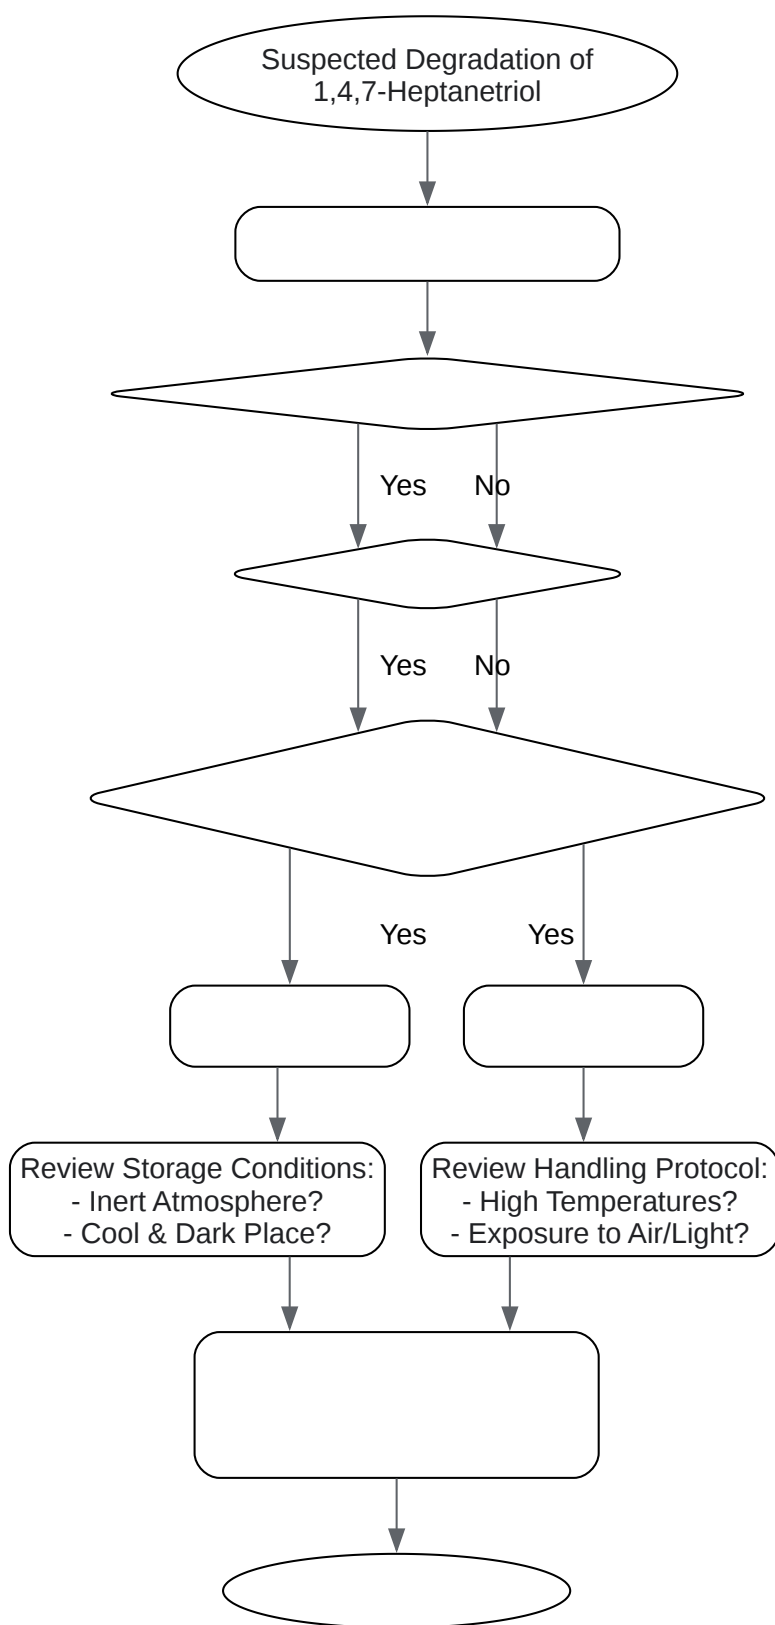 Suspected Degradation of
1,4,7-Heptanetriol
Yes
No
Yes
No
Yes
Yes
Review Storage Conditions:
- Inert Atmosphere?
- Cool & Dark Place?
Review Handling Protocol:
- High Temperatures?
- Exposure to Air/Light?